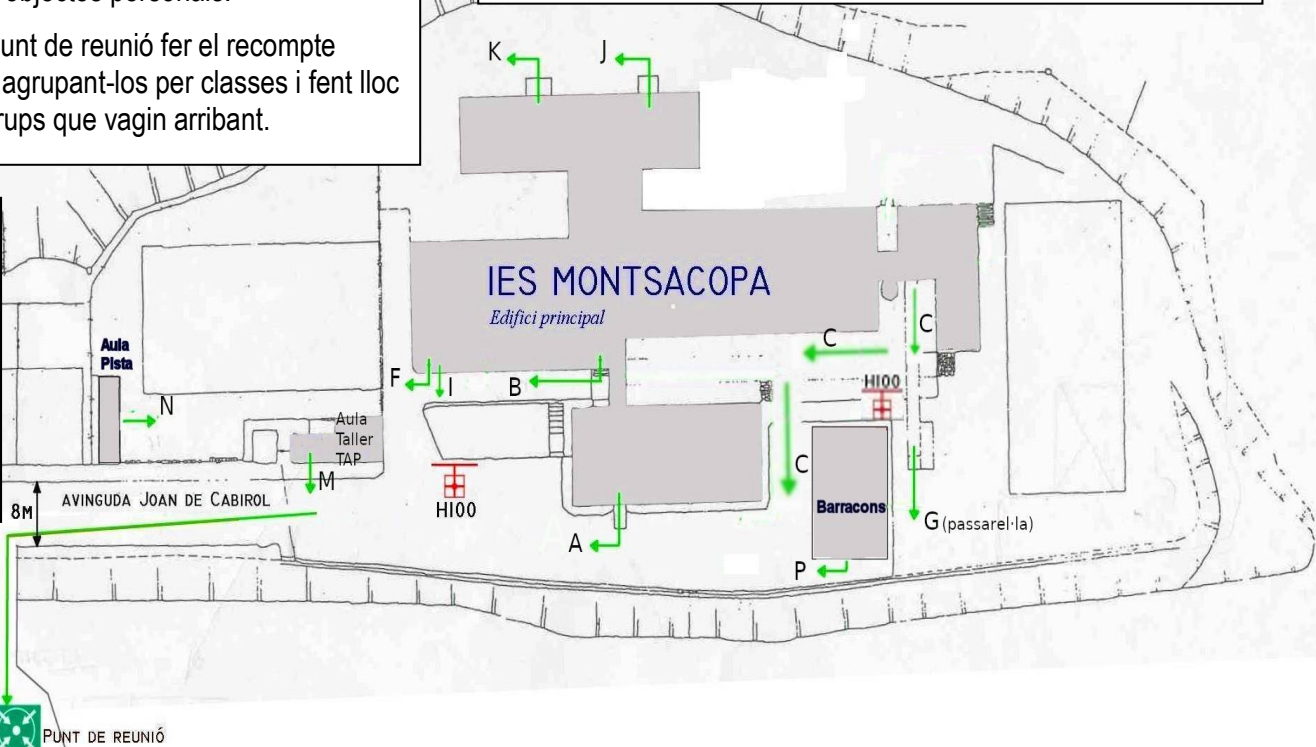 objectes personals.
unt de reunió fer el recompte
agrupant-los per classes i fent lloc
rups que vagin arribant.
K
J
IES MONTSACOPA
Edifici principal
Aula
Pista
C
C
F
I
B
HI00
N
Aula
Taller
TAP
M
C
AVINGUDA JOAN DE CABIROL
8M
HI00
Barracons
G (passarel·la)
A
P
PUNT DE REUNIÓ